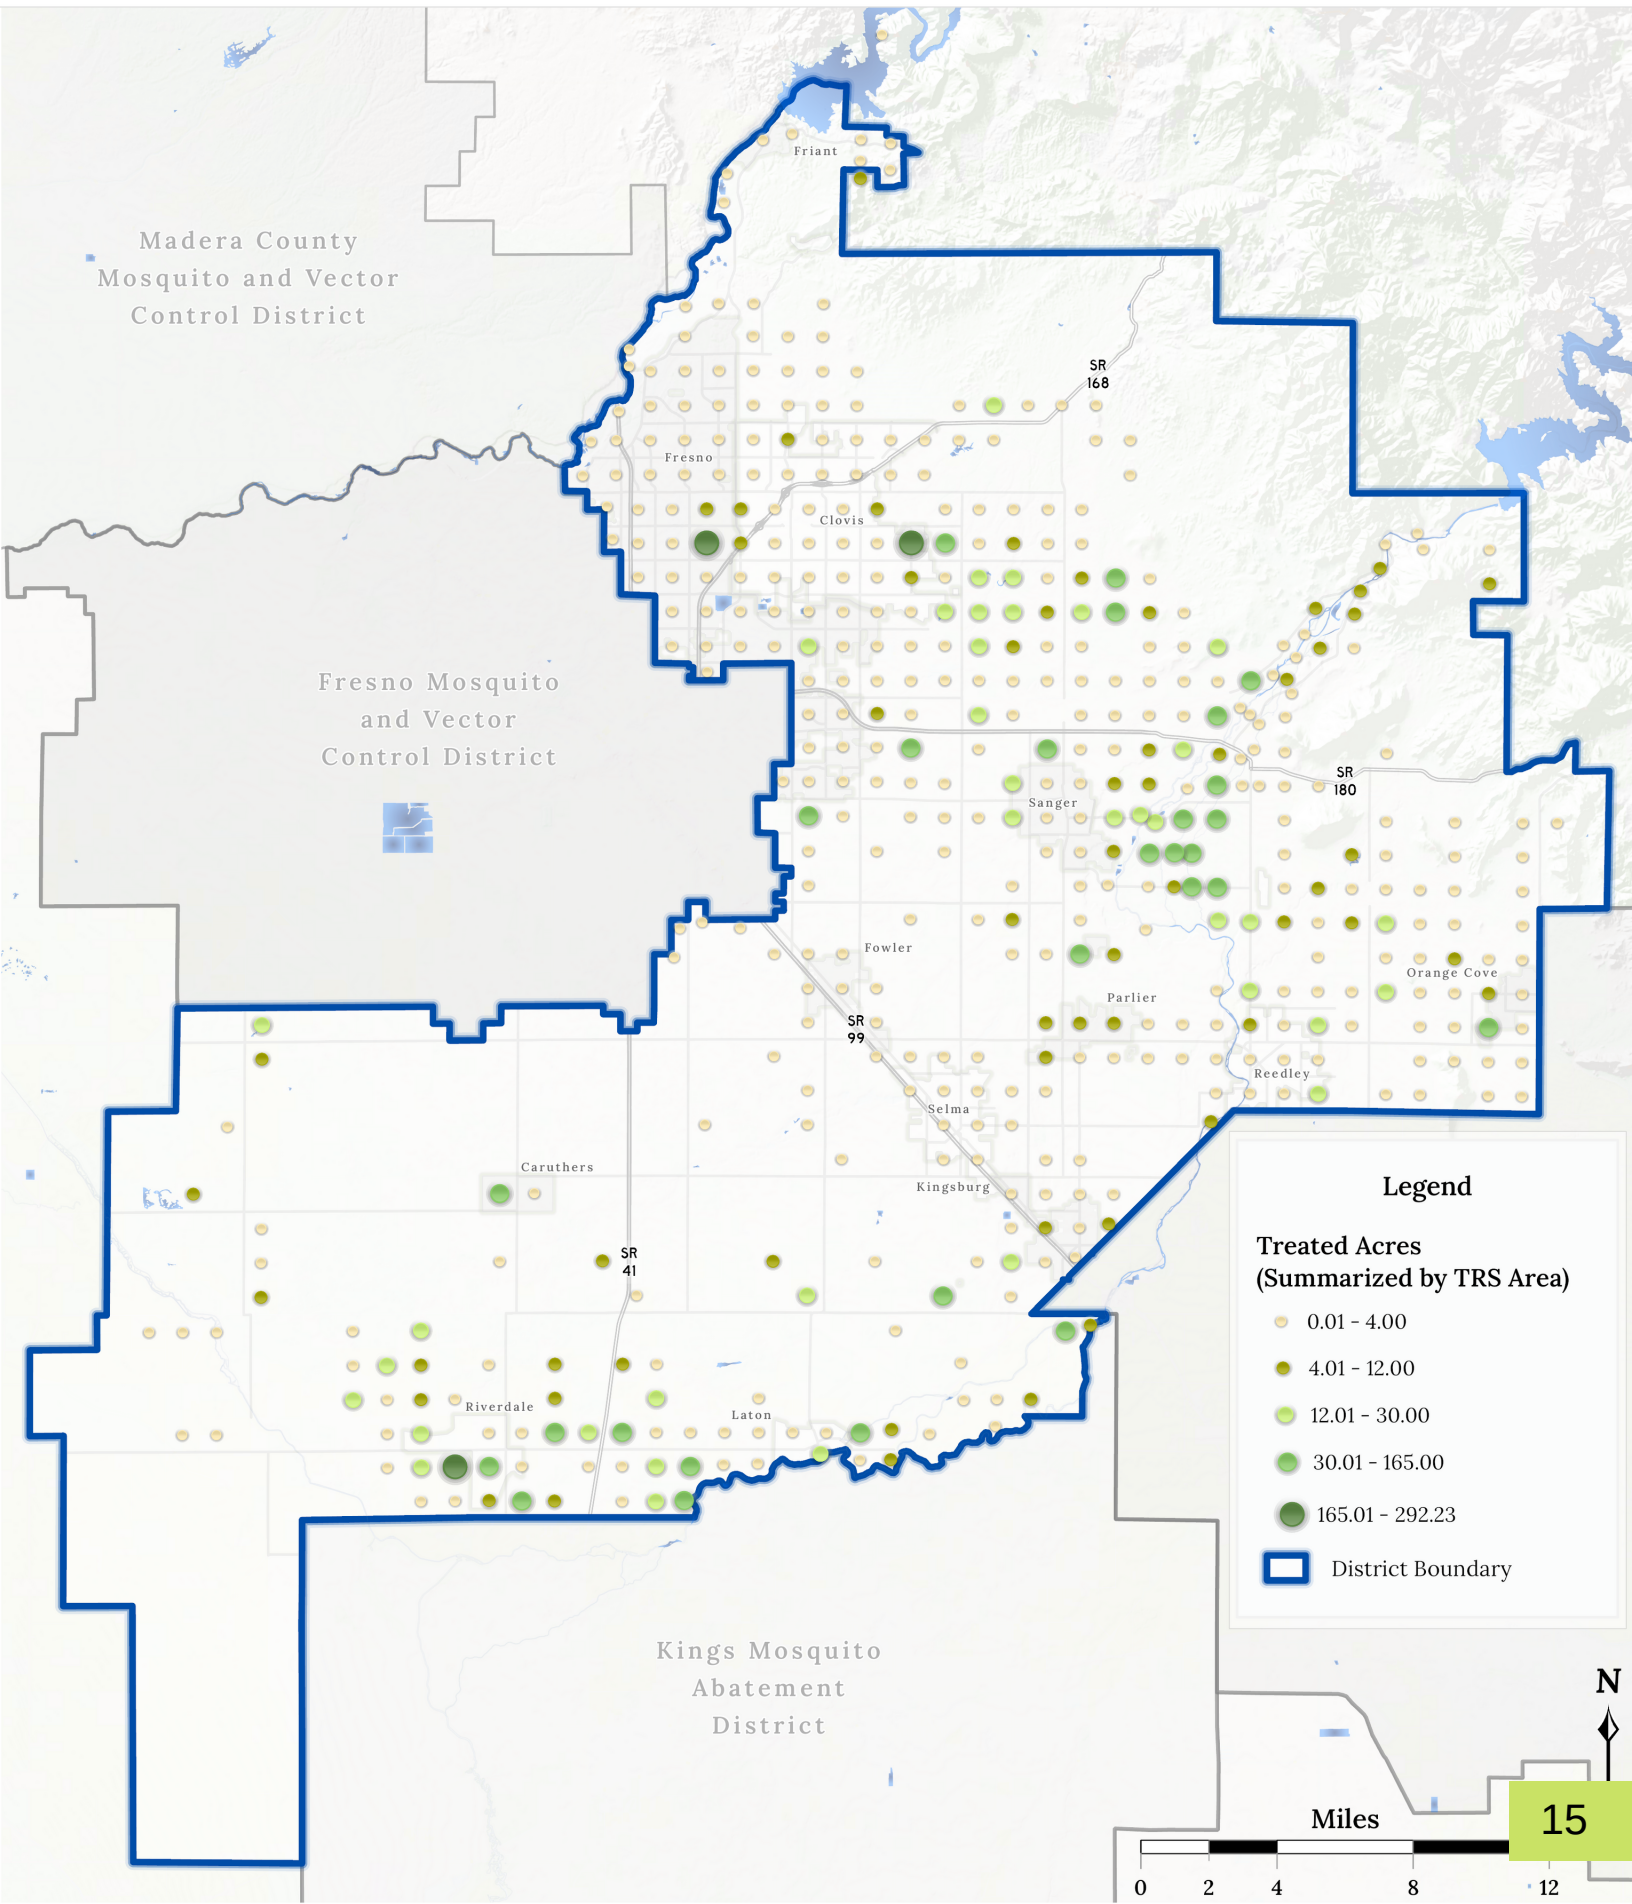 Friant
Madera County
Mosquito and Vector
Control District
SR
168
Fresno
Clovis
Fresno Mosquito
and Vector
Control District
SR
180
Sanger
Fowler
Orange Cove
Parlier
SR
99
Reedley
Selma
Caruthers
Kingsburg
SR
41
Riverdale
Laton
Legend
Treated Acres
(Summarized by TRS Area)
0.01 - 4.00
4.01 - 12.00
12.01 - 30.00
30.01 - 165.00
165.01 - 292.23
District Boundary
Kings Mosquito
Abatement
District
N
Miles
15
0 2 4 8 12